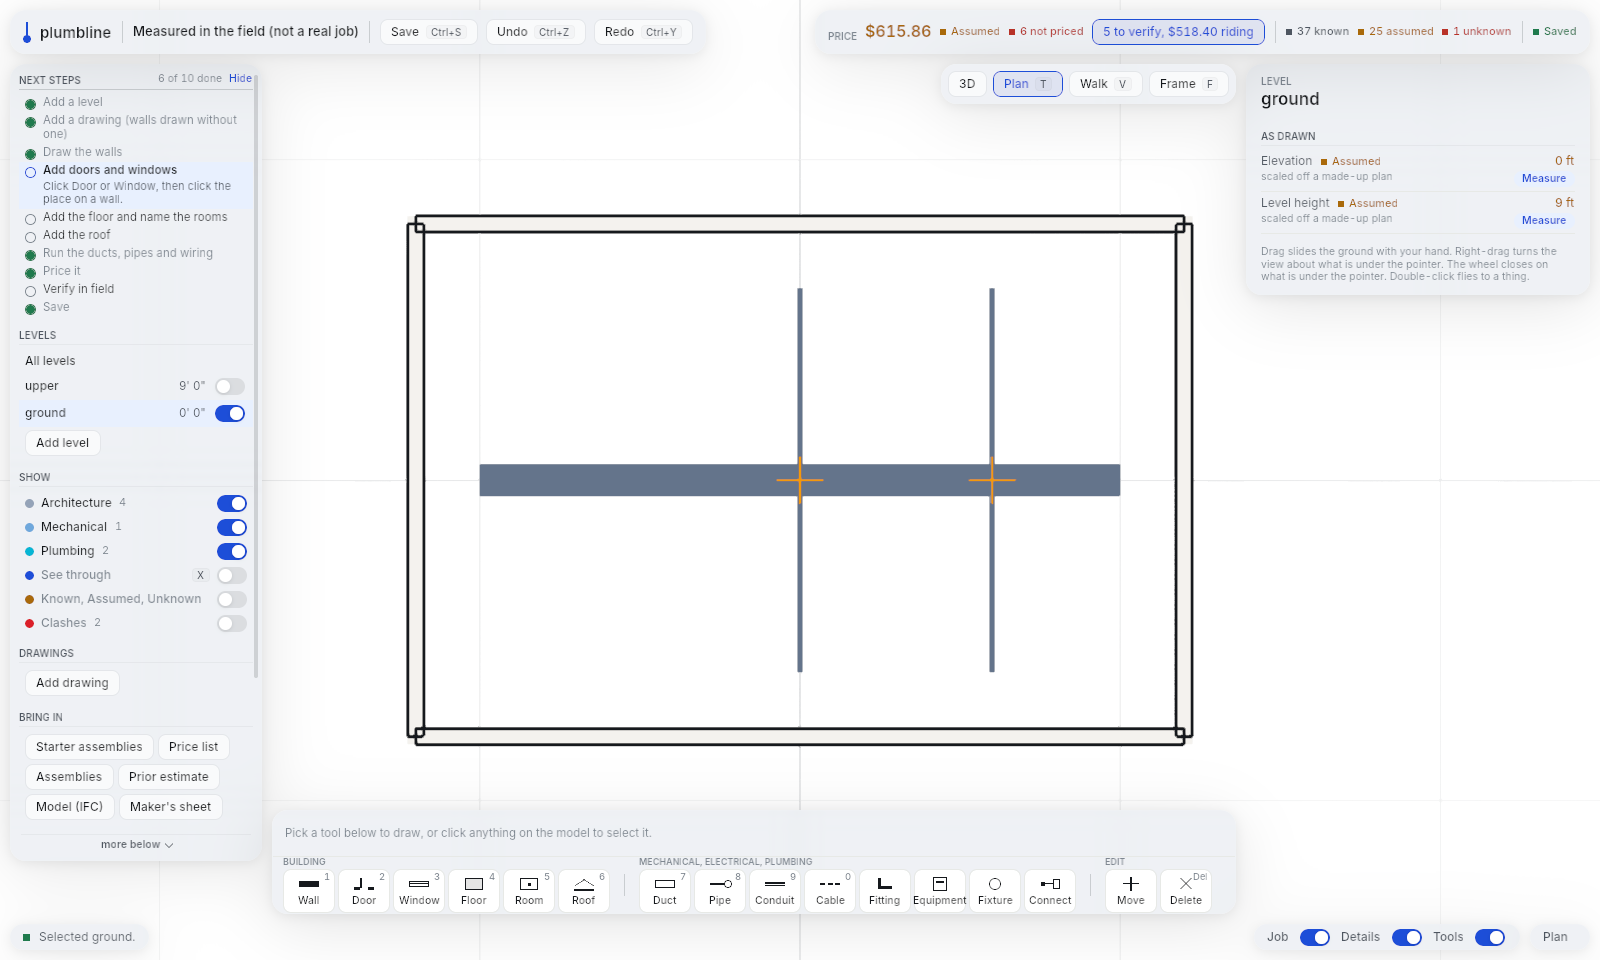 plumbline
Measured in the field (not a real job)
Save Ctrl+S
Undo Ctrl+Z
Redo Ctrl+Y
PRICE $615.86 Assumed 6 not priced
5 to verify, $518.40 riding
37 known 25 assumed 1 unknown
Saved
3D
Plan T
Walk V
Frame F
NEXT STEPS 6 of 10 done Hide
Add a level
Add a drawing (walls drawn without
one)
Draw the walls
Add doors and windows
Click Door or Window, then click the
place on a wall.
Add the floor and name the rooms
Add the roof
Run the ducts, pipes and wiring
Price it
Verify in field
Save
LEVELS
All levels
upper 9' 0"
ground 0' 0"
Add level
SHOW
Architecture 4
Mechanical 1
Plumbing 2
See through X
Known, Assumed, Unknown
Clashes 2
DRAWINGS
Add drawing
BRING IN
Starter assemblies Price list
Assemblies Prior estimate
Model (IFC) Maker's sheet
more below
LEVEL
ground
AS DRAWN
Elevation Assumed 0 ft
scaled off a made-up plan Measure
Level height Assumed 9 ft
scaled off a made-up plan Measure
Drag slides the ground with your hand. Right-drag turns the
view about what is under the pointer. The wheel closes on
what is under the pointer. Double-click flies to a thing.
Pick a tool below to draw, or click anything on the model to select it.
BUILDING
Wall 1
Door 2
Window 3
Floor 4
Room 5
Roof 6
MECHANICAL, ELECTRICAL, PLUMBING
Duct 7
Pipe 8
Conduit 9
Cable 0
Fitting
Equipment
Fixture
Connect
EDIT
Move
Delete Del
Selected ground.
Job Details Tools
Plan